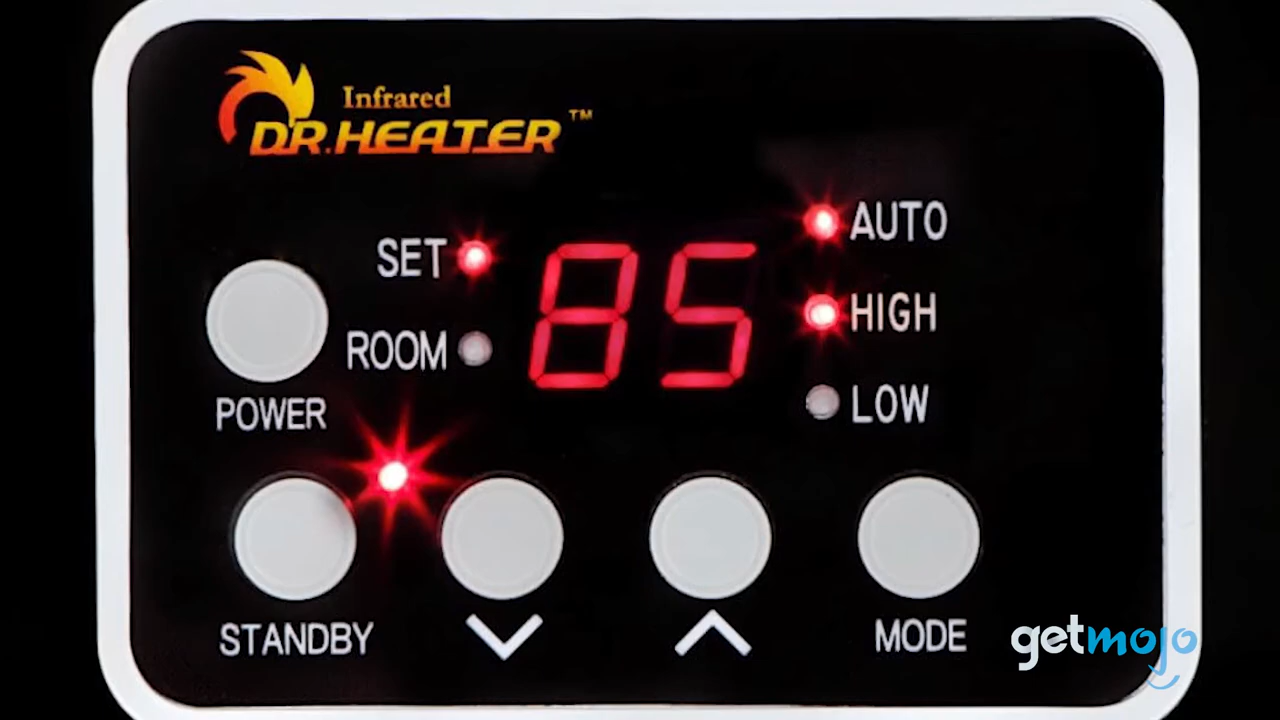 Infrared
DR. HEATER™
AUTO
SET
85
HIGH
ROOM
LOW
POWER
STANDBY
MODE
getmojo